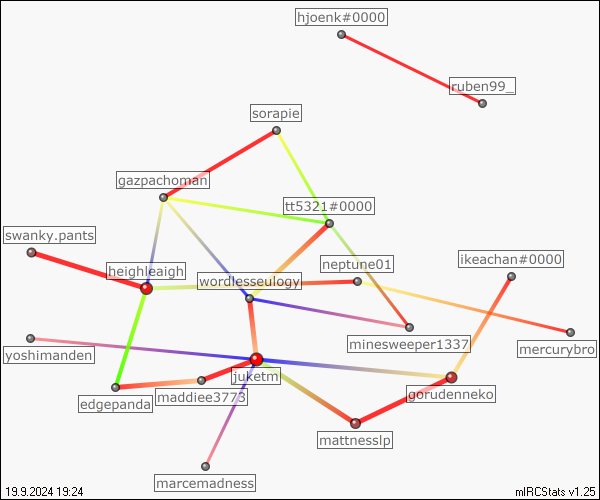 hjoenk#0000
ruben99_
sorapie
gazpachoman
tt5321#0000
swanky.pants
heighleaigh
wordlesseulogy
neptune01
ikeachan#0000
yoshimanden
minesweeper1337
mercurybro
juketm
edgepanda
maddiee3773
gorudenneko
mattnesslp
marcemadness
19.9.2024 19:24
mIRCStats v1.25